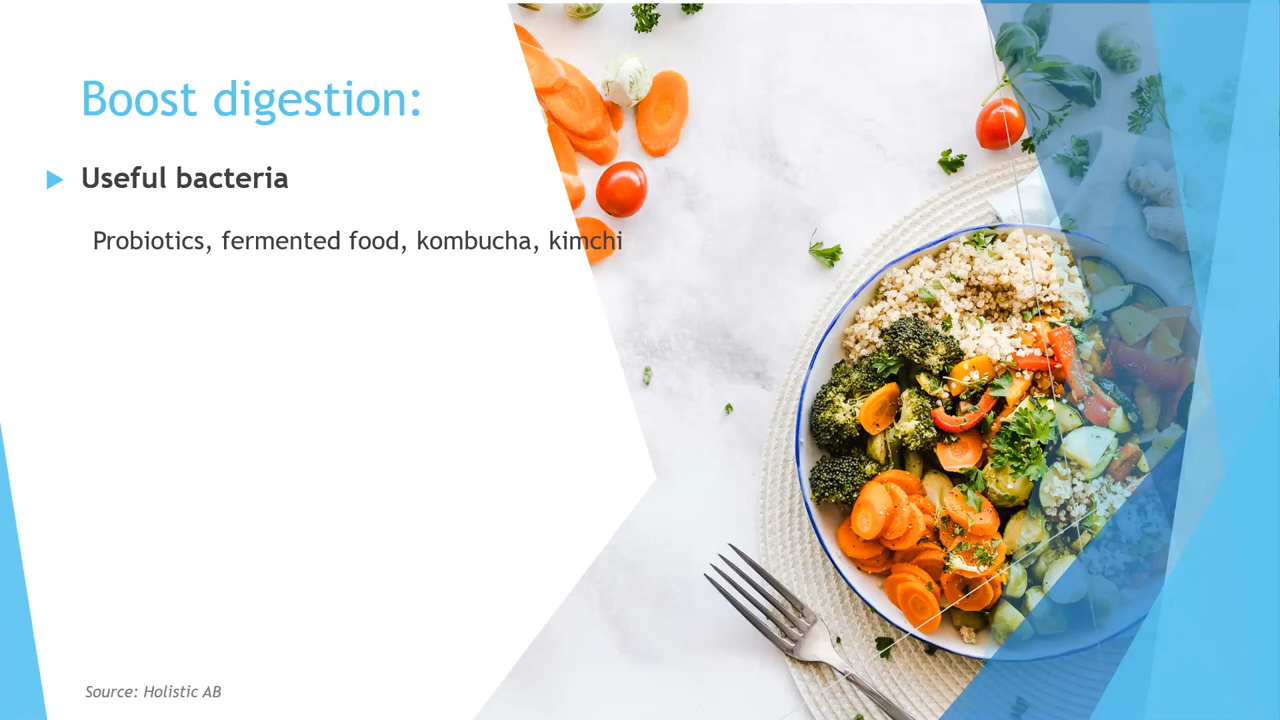 Boost digestion:
Useful bacteria
Probiotics, fermented food, kombucha, kimchi
Source: Holistic AB